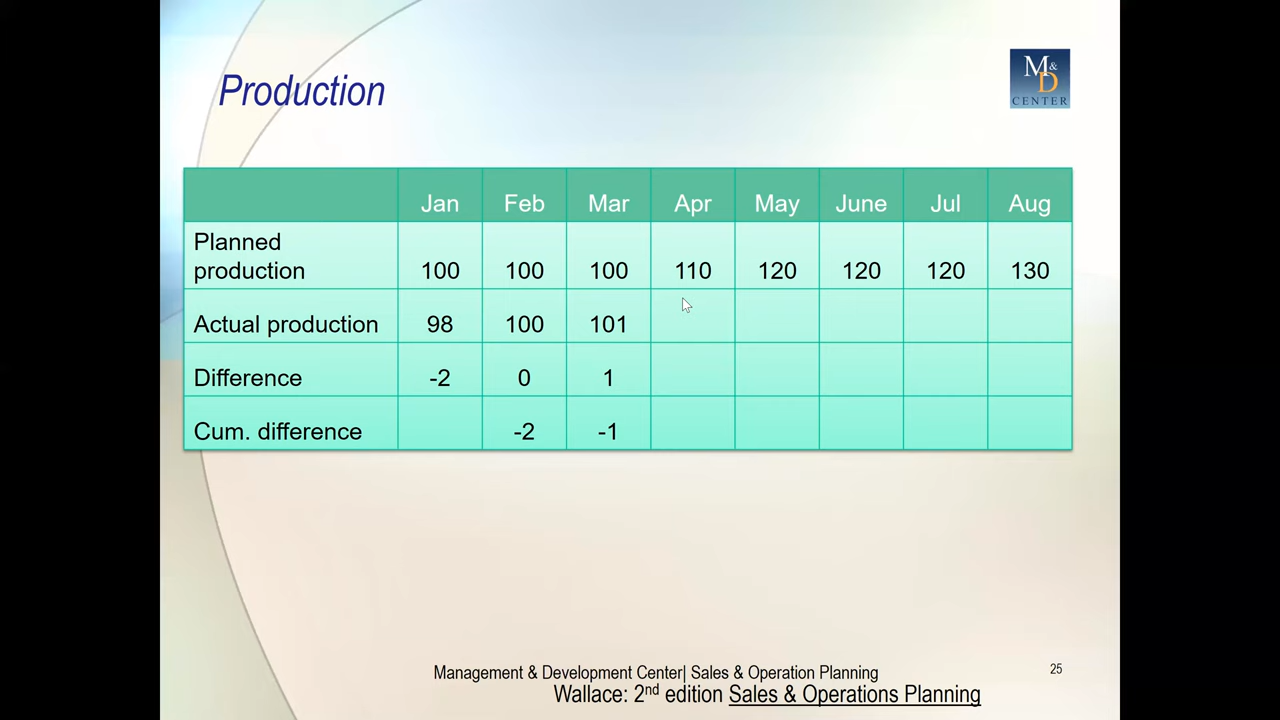 Production
M&
D
CENTER
Jan Feb Mar Apr May June Jul Aug
Planned
production 100 100 100 110 120 120 120 130
Actual production 98 100 101
Difference -2 0 1
Cum. difference -2 -1
Management & Development Center| Sales & Operation Planning
25
Wallace: 2nd edition Sales & Operations Planning